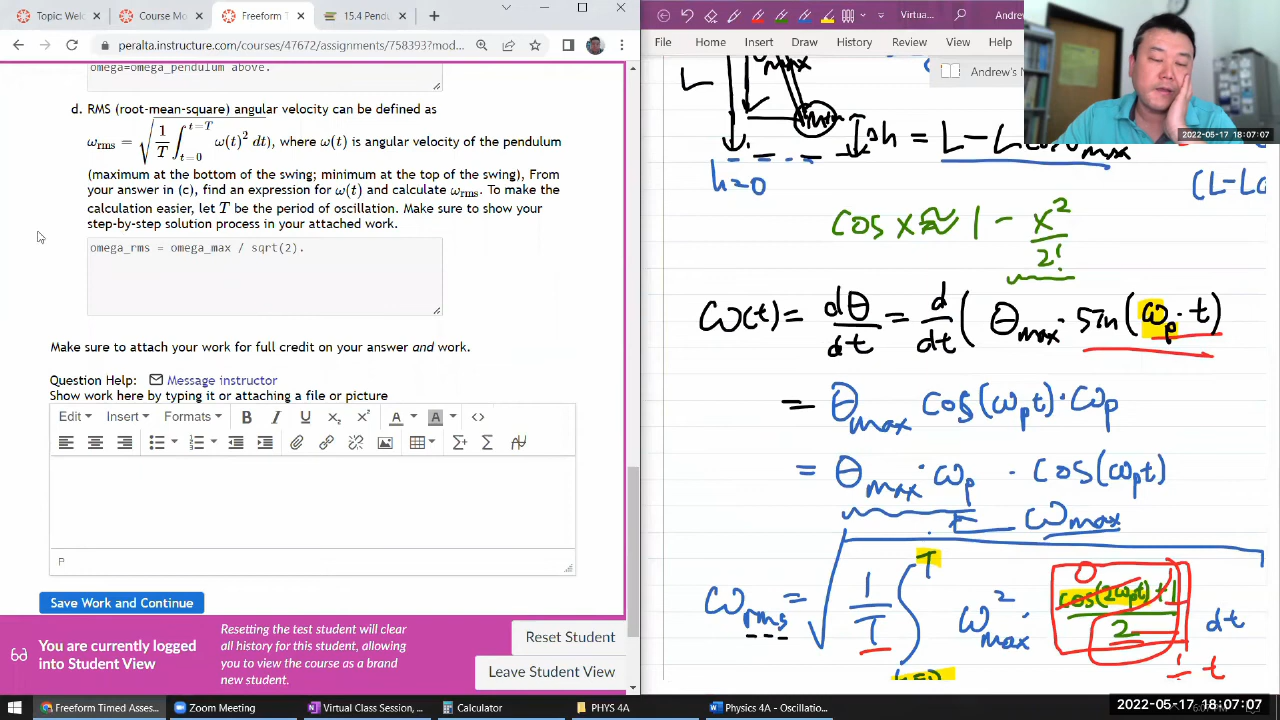 Topic: Welc
Course Mo
Freeform T
15.4 Pendu
peralta.instructure.com/courses/47672/assignments/758393?mod...
omega=omega_pendulum above.
d. RMS (root-mean-square) angular velocity can be defined as
ω_rms = √(1/T ∫_{t=0}^{t=T} ω(t)² dt), where ω(t) is angular velocity of the pendulum
(maximum at the bottom of the swing; minimum at the top of the swing), From
your answer in (c), find an expression for ω(t) and calculate ω_rms. To make the
calculation easier, let T be the period of oscillation. Make sure to show your
step-by-step solution process in your attached work.
omega_rms = omega_max / sqrt(2).
Make sure to attach your work for full credit on your answer and work.
Question Help: Message instructor
Show work here by typing it or attaching a file or picture
Edit Insert Formats B I U X₂ X² A A <>
P
Save Work and Continue
You are currently logged
into Student View
Resetting the test student will clear
all history for this student, allowing
you to view the course as a brand
new student.
Reset Student
Leave Student View
Virtua...
Andre
File Home Insert Draw History Review View Help
Andrew's N
L
h=0
Δh = L - L cosθ_max
(L-L
cos x ≈ 1 - x²/2!
ω(t) = dθ/dt = d/dt (θ_max · sin(ω_p · t)
= θ_max cos(ω_p t) · ω_p
= θ_max · ω_p · cos(ω_p t)
ω_max
ω_rms = √ 1/T ∫ T ω²_max · cos(2ω_p t) + 1 / 2 dt
0
t
2022-05-17 18:07:07
Freeform Timed Asses...
Zoom Meeting
Virtual Class Session, ...
Calculator
PHYS 4A
Physics 4A - Oscillatio...
2022-05-17 18:07:07